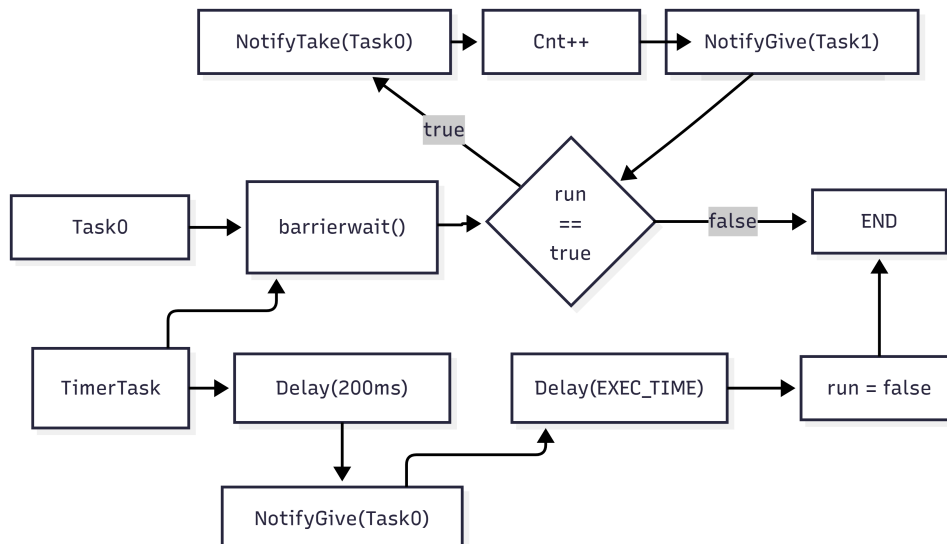 NotifyTake(Task0)
Cnt++
NotifyGive(Task1)
true
run
==
true
Task0
barrierwait()
false
END
TimerTask
Delay(200ms)
Delay(EXEC_TIME)
run = false
NotifyGive(Task0)